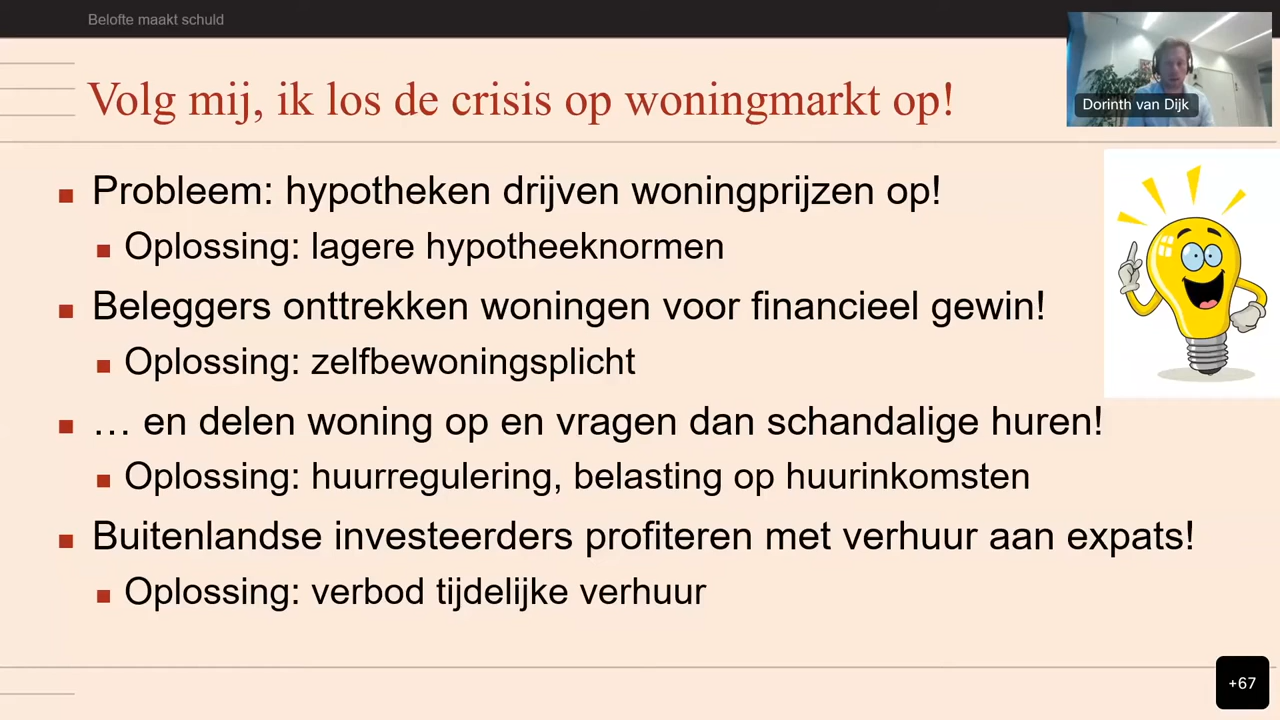 Belofte maakt schuld
Volg mij, ik los de crisis op woningmarkt op!
Dorinth van Dijk
Probleem: hypotheken drijven woningprijzen op!
Oplossing: lagere hypotheeknormen
Beleggers onttrekken woningen voor financieel gewin!
Oplossing: zelfbewoningsplicht
… en delen woning op en vragen dan schandalige huren!
Oplossing: huurregulering, belasting op huurinkomsten
Buitenlandse investeerders profiteren met verhuur aan expats!
Oplossing: verbod tijdelijke verhuur
+67